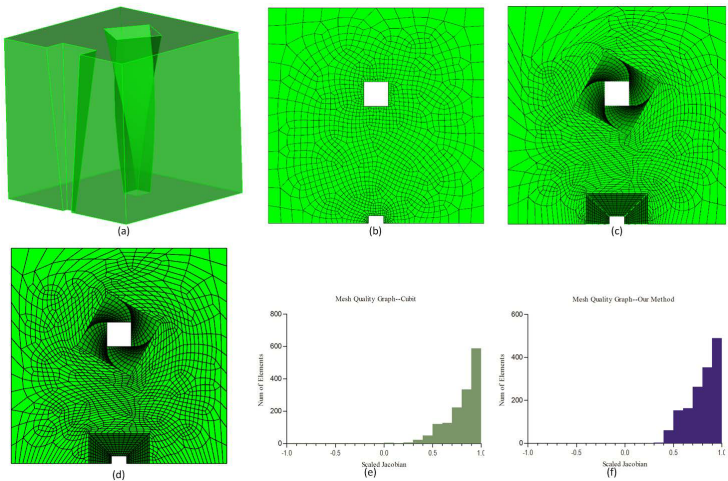 (a)
(b)
(c)
(d)
Mesh Quality Graph--Cubit
Num of Elements
800
600
400
200
0
-1.0
-0.5
0.0
0.5
1.0
Scaled Jacobian
(e)
Mesh Quality Graph--Our Method
Num of Elements
600
400
200
0
-1.0
-0.5
0.0
0.5
1.0
Scaled Jacobian
(f)